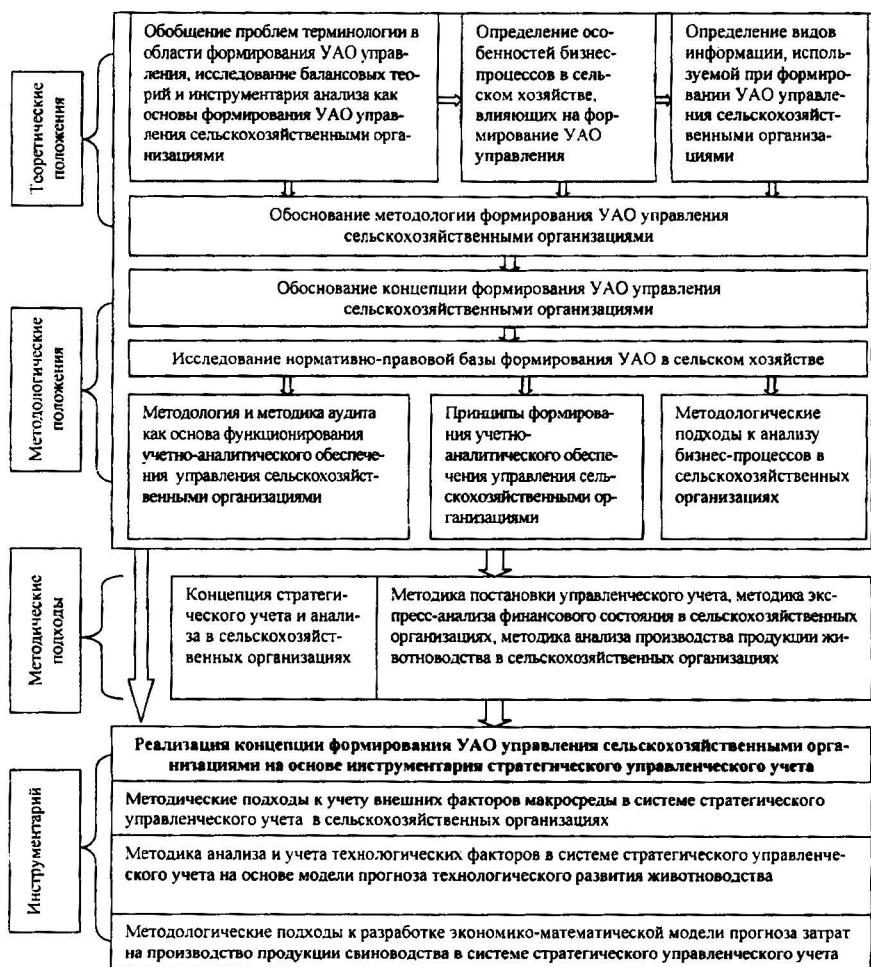 Теоретические
положения
Обобщение проблем терминологии в
области формирования УАО управ-
ления, исследование балансовых тео-
рий и инструментария анализа как
основы формирования УАО управ-
ления сельскохозяйственными орга-
низациями
Определение осо-
бенностей бизнес-
процессов в сель-
ском хозяйстве,
влияющих на фор-
мирование УАО
управления
Определение видов
информации, исполь-
зуемой при формиро-
вании УАО управле-
ния сельскохозяйст-
венными организа-
циями
Обоснование методологии формирования УАО управления
сельскохозяйственными организациями
Методологические
положения
Обоснование концепции формирования УАО управления
сельскохозяйственными организациями
Исследование нормативно-правовой базы формирования УАО в сельском хозяйстве
Методология и методика аудита
как основа функционирования
учетно-аналитического обеспече-
ния управления сельскохозяйст-
венными организациями
Принципы формирова-
ния учетно-
аналитического обеспе-
чения управления сель-
скохозяйственными ор-
ганизациями
Методологические
подходы к анализу
бизнес-процессов в
сельскохозяйственных
организациях
Методические
подходы
Концепция стратеги-
ческого учета и анали-
за в сельскохозяйст-
венных организациях
Методика постановки управленческого учета, методика экс-
пресс-анализа финансового состояния в сельскохозяйственных
организациях, методика анализа производства продукции жи-
вотноводства в сельскохозяйственных организациях
Инструментарий
Реализация концепции формирования УАО управления сельскохозяйственными орга-
низациями на основе инструментария стратегического управленческого учета
Методические подходы к учету внешних факторов макросреды в системе стратегического
управленческого учета в сельскохозяйственных организациях
Методика анализа и учета технологических факторов в системе стратегического управленче-
ского учета на основе модели прогноза технологического развития животноводства
Методологические подходы к разработке экономико-математической модели прогноза затрат
на производство продукции свиноводства в системе стратегического управленческого учета